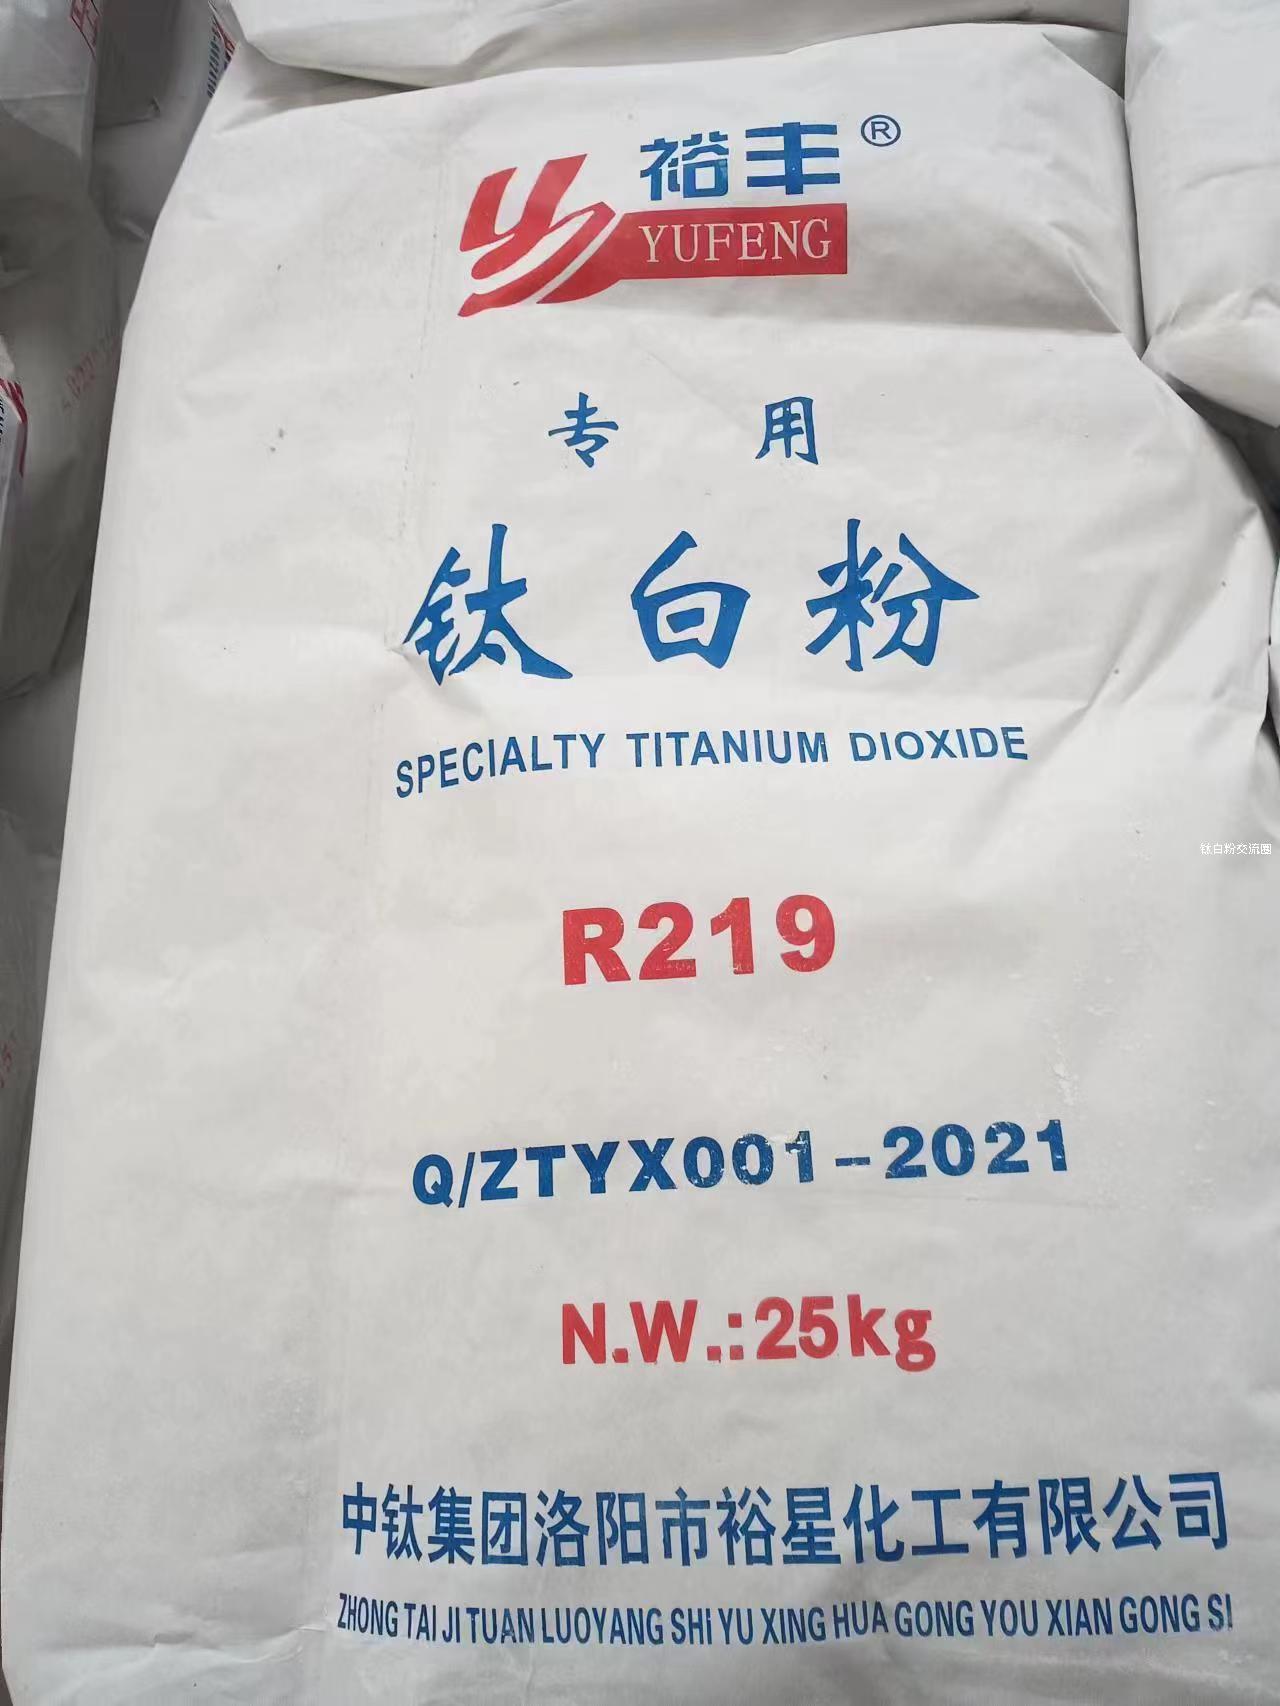 裕丰®
YUFENG
专用
钛白粉
SPECIALTY TITANIUM DIOXIDE
钛白粉交流圈
R219
Q/ZTYX001-2021
N.W.:25kg
中钛集团洛阳市裕星化工有限公司
ZHONG TAI JI TUAN LUOYANG SHI YU XING HUA GONG YOU XIAN GONG SI